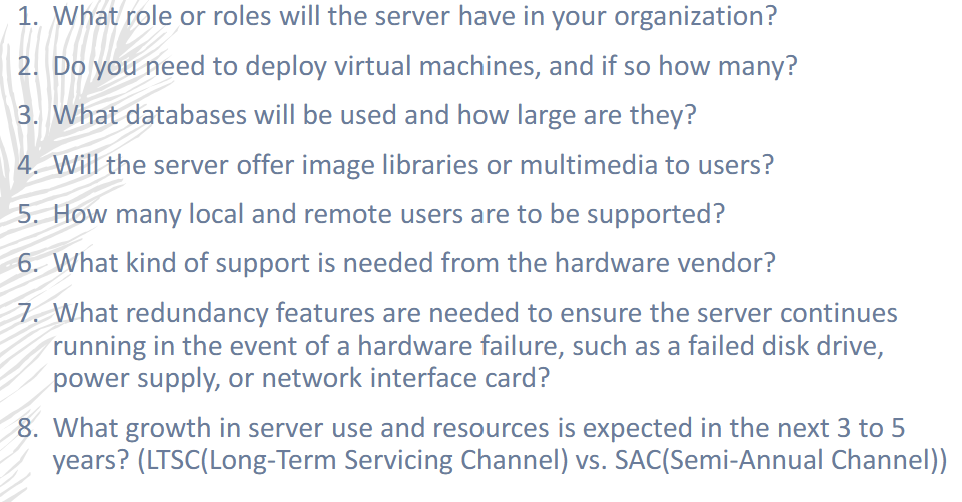 1. What role or roles will the server have in your organization?
2. Do you need to deploy virtual machines, and if so how many?
3. What databases will be used and how large are they?
4. Will the server offer image libraries or multimedia to users?
5. How many local and remote users are to be supported?
6. What kind of support is needed from the hardware vendor?
7. What redundancy features are needed to ensure the server continues
running in the event of a hardware failure, such as a failed disk drive,
power supply, or network interface card?
8. What growth in server use and resources is expected in the next 3 to 5
years? (LTSC(Long-Term Servicing Channel) vs. SAC(Semi-Annual Channel))